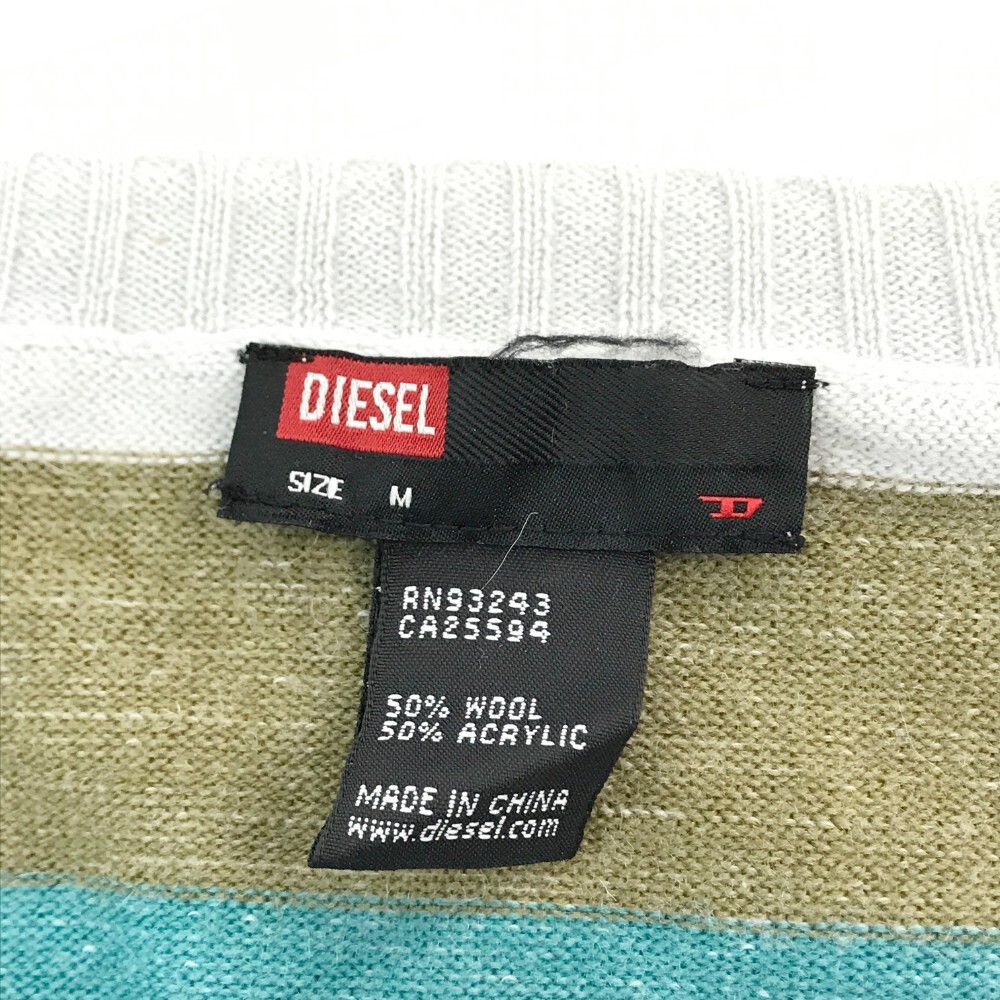 DIESEL
SIZE M
RN93243
CA25594
50% WOOL
50% ACRYLIC
MADE IN CHINA
www.diesel.com